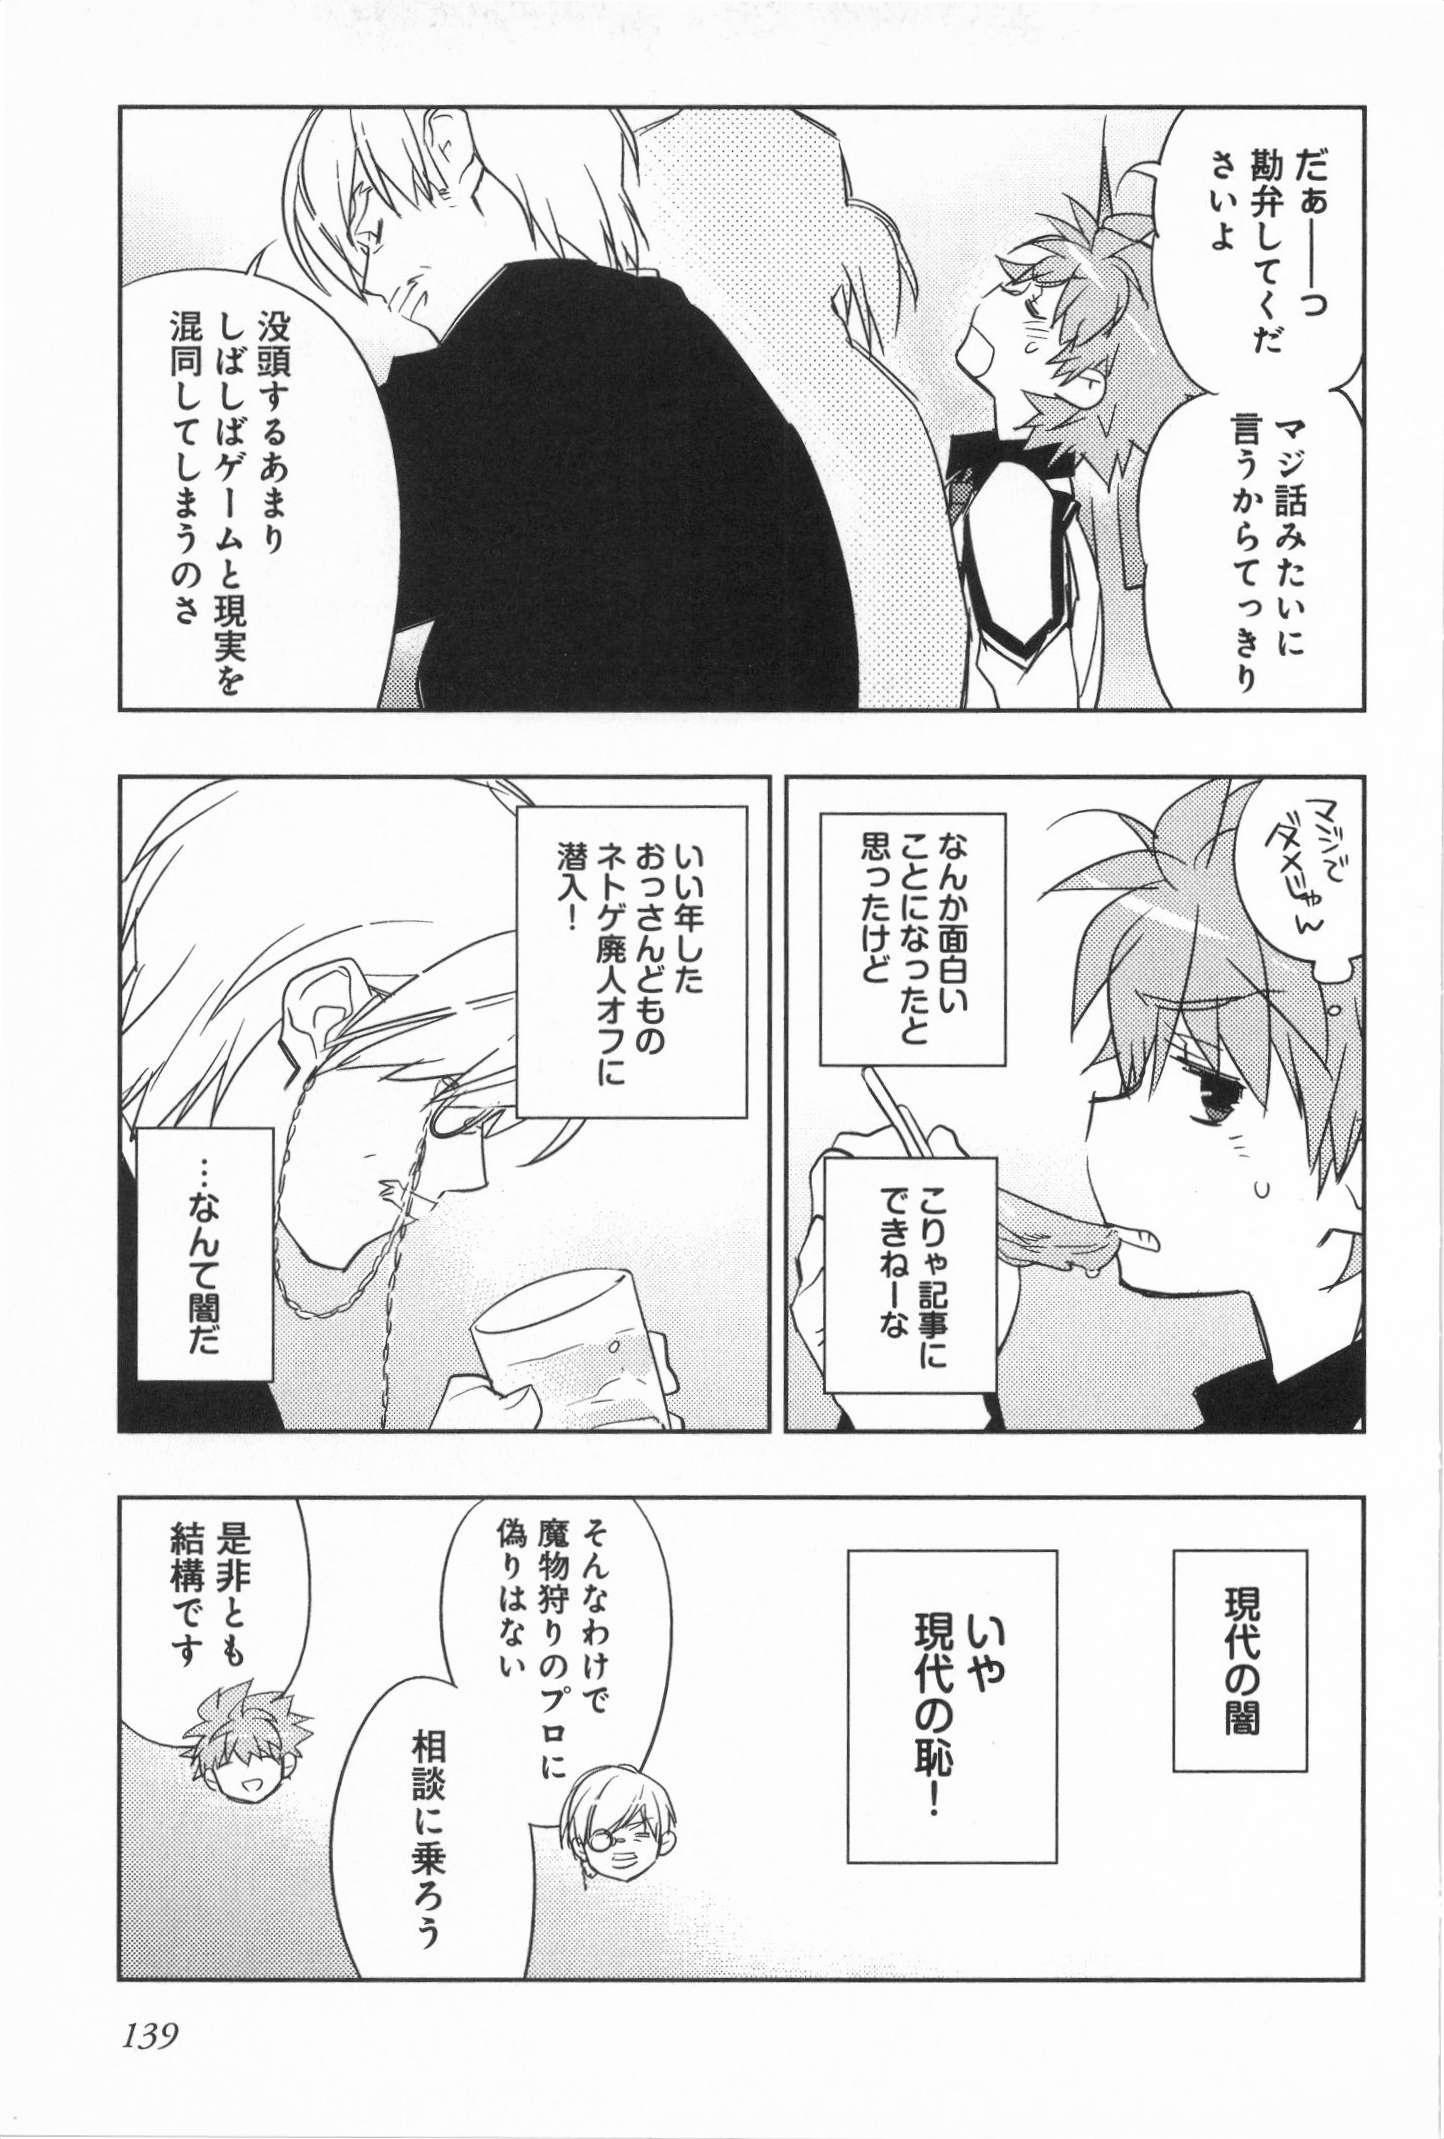 だぁ――っ
勘弁してくだ
さいよ
マジ話みたいに
言うからてっきり
没頭するあまり
しばしばゲームと現実を
混同してしまうのさ
マジで
ダメじゃん
なんか面白い
ことになったと
思ったけど
こりゃ記事に
できねーな
いい年した
おっさんどもの
ネトゲ廃人オフに
潜入！
…なんて闇だ
現代の闇
いや
現代の恥！
そんなわけで
魔物狩りのプロに
偽りはない
相談に乗ろう
是非とも
結構です
139